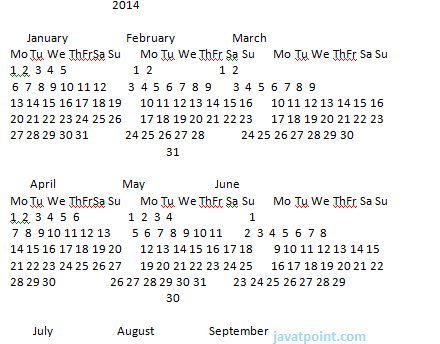 2014
January February March
Mo Tu We ThFrSa Su Mo Tu We ThFr Sa Su Mo Tu We ThFr Sa Su
1 2 3 4 5 1 2 1 2
6 7 8 9 10 11 12 3 4 5 6 7 8 9 3 4 5 6 7 8 9
13 14 15 16 17 18 19 10 11 12 13 14 15 16 10 11 12 13 14 15 16
20 21 22 23 24 25 26 17 18 19 20 21 22 23 17 18 19 20 21 22 23
27 28 29 30 31 24 25 26 27 28 24 25 26 27 28 29 30
31
April May June
Mo Tu We ThFrSa Su Mo Tu We ThFr Sa Su Mo Tu We ThFr Sa Su
1 2 3 4 5 6 1 2 3 4 1
7 8 9 10 11 12 13 5 6 7 8 9 10 11 2 3 4 5 6 7 8
14 15 16 17 18 19 20 12 13 14 15 16 17 18 9 10 11 12 13 14 15
21 22 23 24 25 26 27 19 20 21 22 23 24 25 16 17 18 19 20 21 22
28 29 30 26 27 28 29 30 31 23 24 25 26 27 28 29
30
July August September
javatpoint.com